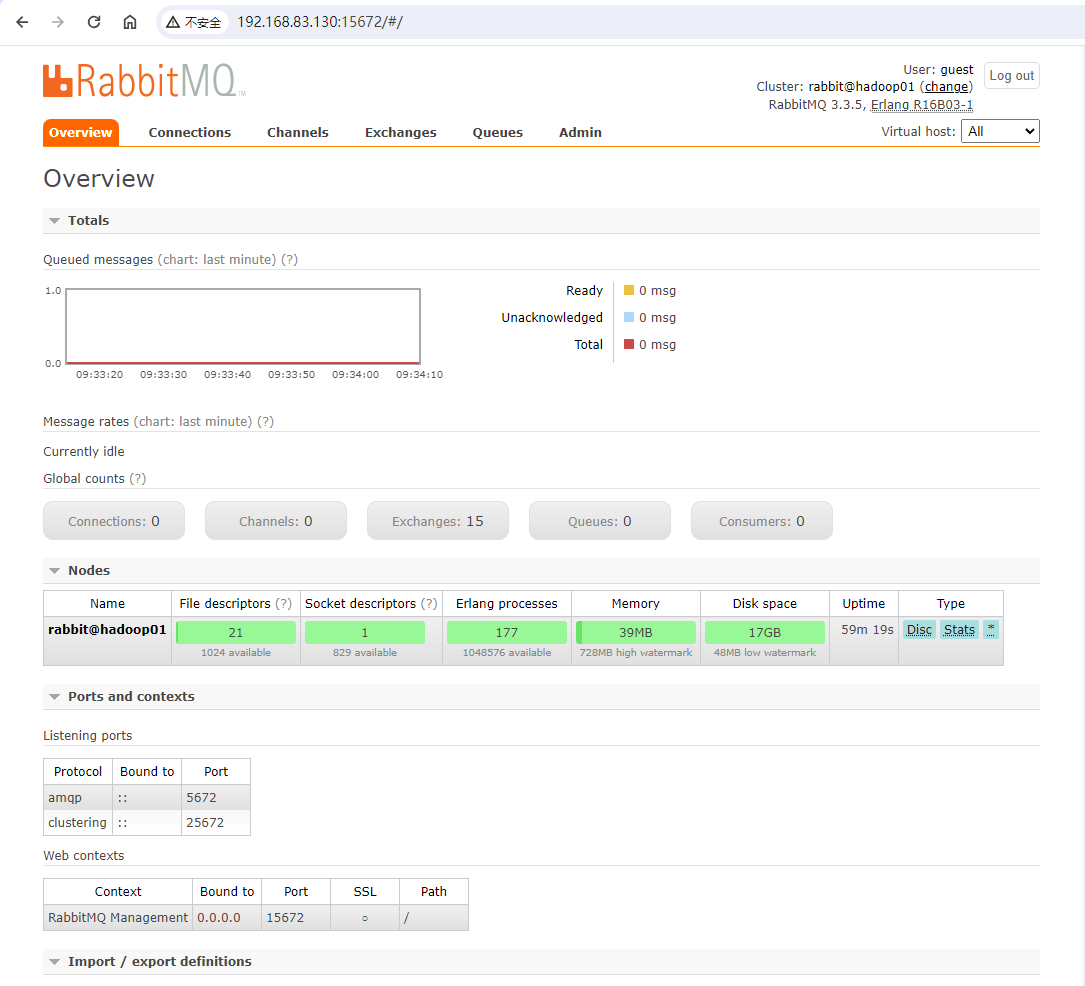 不安全 192.168.83.130:15672/#/
RabbitMQ™
User: guest
Log out
Cluster: rabbit@hadoop01 (change)
RabbitMQ 3.3.5, Erlang R16B03-1
Overview Connections Channels Exchanges Queues Admin
Virtual host: All
Overview
Totals
Queued messages (chart: last minute) (?)
1.0
0.0
09:33:20 09:33:30 09:33:40 09:33:50 09:34:00 09:34:10
Ready 0 msg
Unacknowledged 0 msg
Total 0 msg
Message rates (chart: last minute) (?)
Currently idle
Global counts (?)
Connections: 0 Channels: 0 Exchanges: 15 Queues: 0 Consumers: 0
Nodes
Name File descriptors (?) Socket descriptors (?) Erlang processes Memory Disk space Uptime Type
rabbit@hadoop01 21 1 177 39MB 17GB 59m 19s Disc Stats *
1024 available 829 available 1048576 available 728MB high watermark 48MB low watermark
Ports and contexts
Listening ports
Protocol Bound to Port
amqp :: 5672
clustering :: 25672
Web contexts
Context Bound to Port SSL Path
RabbitMQ Management 0.0.0.0 15672 ○ /
Import / export definitions